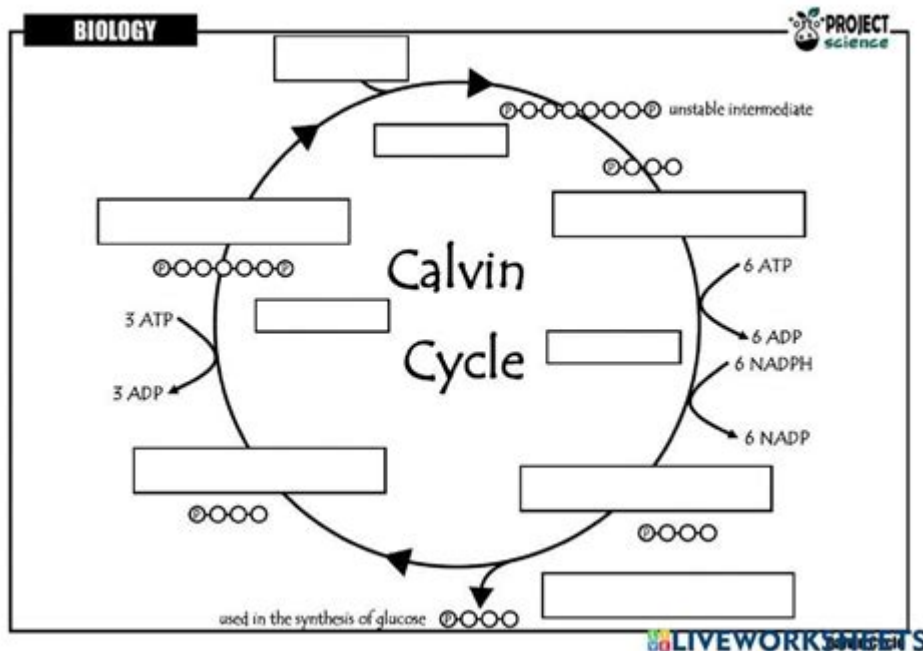 BIOLOGY
PROJECT
science
P
P
unstable intermediate
P
Calvin
Cycle
P
P
6 ATP
6 ADP
6 NADPH
6 NADP
3 ATP
3 ADP
P
P
used in the synthesis of glucose
P
LIVEWORKSHEETS